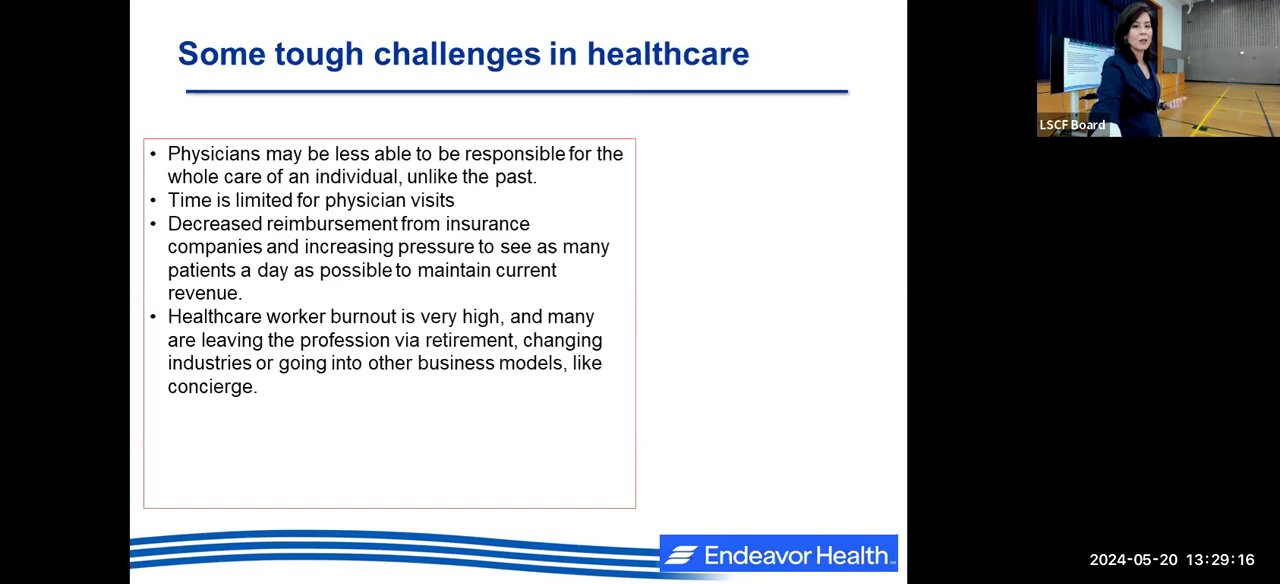 Some tough challenges in healthcare
• Physicians may be less able to be responsible for the
whole care of an individual, unlike the past.
• Time is limited for physician visits
• Decreased reimbursement from insurance
companies and increasing pressure to see as many
patients a day as possible to maintain current
revenue.
• Healthcare worker burnout is very high, and many
are leaving the profession via retirement, changing
industries or going into other business models, like
concierge.
Endeavor Health
LSCF Board
2024-05-20 13:29:16